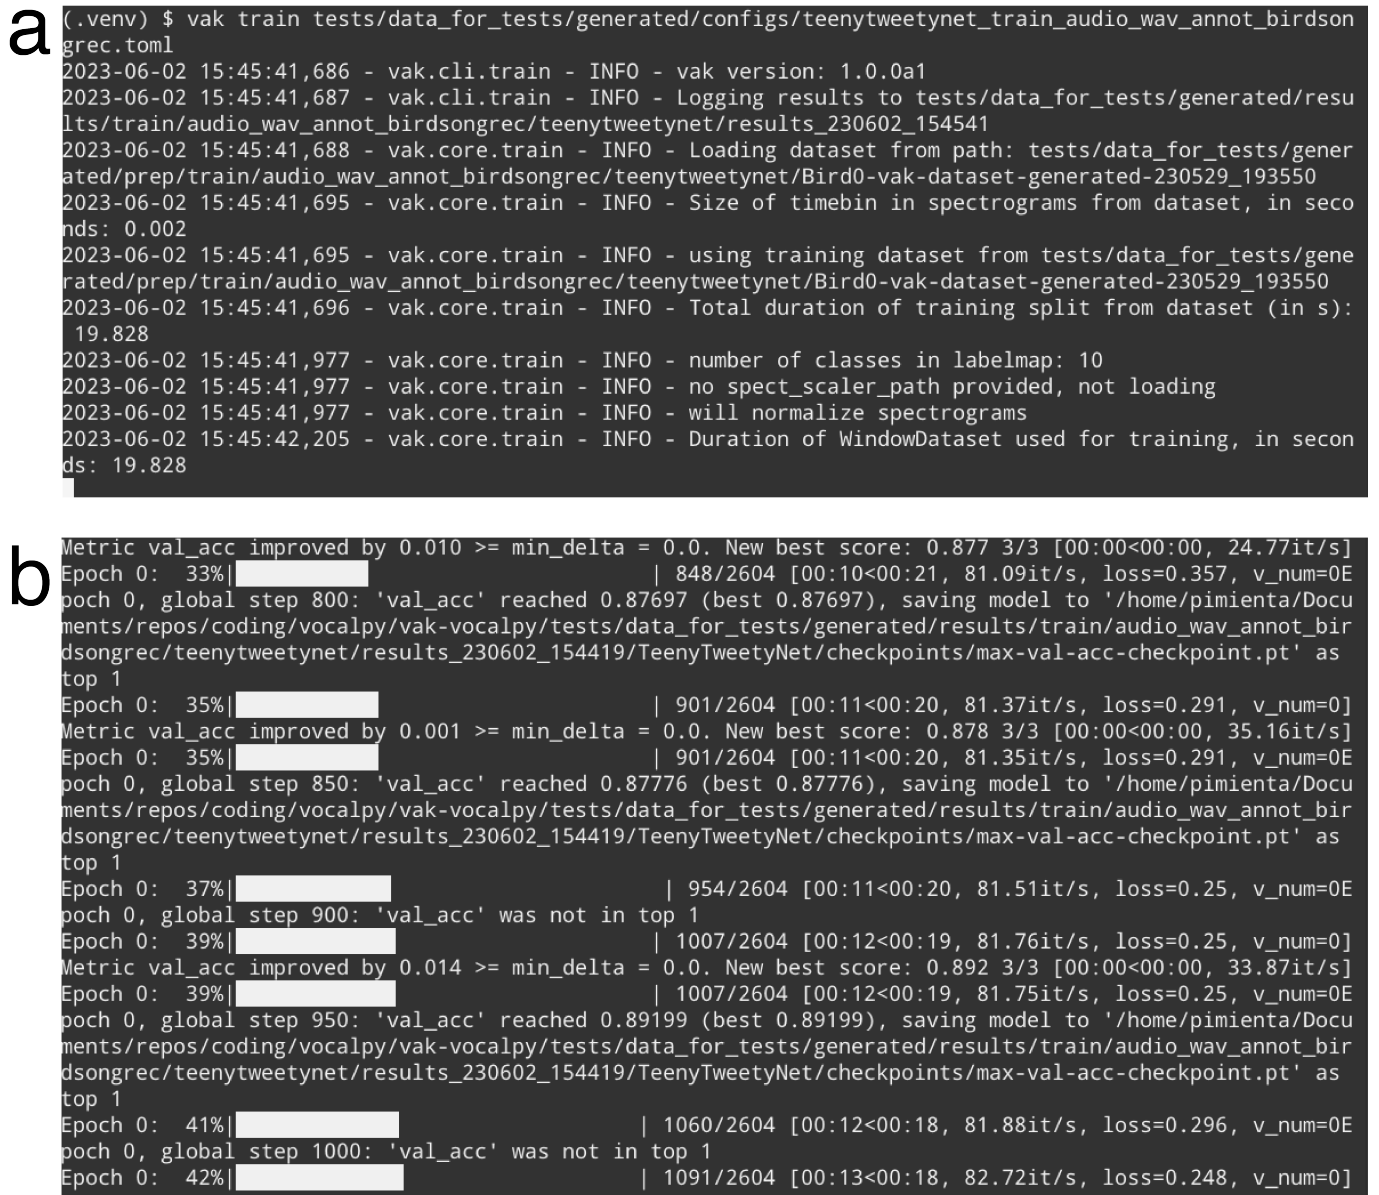 a
(.venv) $ vak train tests/data_for_tests/generated/configs/teenytweetynet_train_audio_wav_annot_birdson
grec.toml
2023-06-02 15:45:41,686 - vak.cli.train - INFO - vak version: 1.0.0a1
2023-06-02 15:45:41,687 - vak.cli.train - INFO - Logging results to tests/data_for_tests/generated/resu
lts/train/audio_wav_annot_birdsongrec/teenytweetynet/results_230602_154541
2023-06-02 15:45:41,688 - vak.core.train - INFO - Loading dataset from path: tests/data_for_tests/gener
ated/prep/train/audio_wav_annot_birdsongrec/teenytweetynet/Bird0-vak-dataset-generated-230529_193550
2023-06-02 15:45:41,695 - vak.core.train - INFO - Size of timebin in spectrograms from dataset, in seco
nds: 0.002
2023-06-02 15:45:41,695 - vak.core.train - INFO - using training dataset from tests/data_for_tests/gene
rated/prep/train/audio_wav_annot_birdsongrec/teenytweetynet/Bird0-vak-dataset-generated-230529_193550
2023-06-02 15:45:41,696 - vak.core.train - INFO - Total duration of training split from dataset (in s):
19.828
2023-06-02 15:45:41,977 - vak.core.train - INFO - number of classes in labelmap: 10
2023-06-02 15:45:41,977 - vak.core.train - INFO - no spect_scaler_path provided, not loading
2023-06-02 15:45:41,977 - vak.core.train - INFO - will normalize spectrograms
2023-06-02 15:45:42,205 - vak.core.train - INFO - Duration of WindowDataset used for training, in secon
ds: 19.828
b
Metric val_acc improved by 0.010 >= min_delta = 0.0. New best score: 0.877 3/3 [00:00<00:00, 24.77it/s]
Epoch 0: 33%| | 848/2604 [00:10<00:21, 81.09it/s, loss=0.357, v_num=0E
poch 0, global step 800: 'val_acc' reached 0.87697 (best 0.87697), saving model to '/home/pimienta/Docu
ments/repos/coding/vocalpy/vak-vocalpy/tests/data_for_tests/generated/results/train/audio_wav_annot_bir
dsongrec/teenytweetynet/results_230602_154419/TeenyTweetyNet/checkpoints/max-val-acc-checkpoint.pt' as
top 1
Epoch 0: 35%| | 901/2604 [00:11<00:20, 81.37it/s, loss=0.291, v_num=0]
Metric val_acc improved by 0.001 >= min_delta = 0.0. New best score: 0.878 3/3 [00:00<00:00, 35.16it/s]
Epoch 0: 35%| | 901/2604 [00:11<00:20, 81.35it/s, loss=0.291, v_num=0E
poch 0, global step 850: 'val_acc' reached 0.87776 (best 0.87776), saving model to '/home/pimienta/Docu
ments/repos/coding/vocalpy/vak-vocalpy/tests/data_for_tests/generated/results/train/audio_wav_annot_bir
dsongrec/teenytweetynet/results_230602_154419/TeenyTweetyNet/checkpoints/max-val-acc-checkpoint.pt' as
top 1
Epoch 0: 37%| | 954/2604 [00:11<00:20, 81.51it/s, loss=0.25, v_num=0E
poch 0, global step 900: 'val_acc' was not in top 1
Epoch 0: 39%| | 1007/2604 [00:12<00:19, 81.76it/s, loss=0.25, v_num=0]
Metric val_acc improved by 0.014 >= min_delta = 0.0. New best score: 0.892 3/3 [00:00<00:00, 33.87it/s]
Epoch 0: 39%| | 1007/2604 [00:12<00:19, 81.75it/s, loss=0.25, v_num=0E
poch 0, global step 950: 'val_acc' reached 0.89199 (best 0.89199), saving model to '/home/pimienta/Docu
ments/repos/coding/vocalpy/vak-vocalpy/tests/data_for_tests/generated/results/train/audio_wav_annot_bir
dsongrec/teenytweetynet/results_230602_154419/TeenyTweetyNet/checkpoints/max-val-acc-checkpoint.pt' as
top 1
Epoch 0: 41%| | 1060/2604 [00:12<00:18, 81.88it/s, loss=0.296, v_num=0E
poch 0, global step 1000: 'val_acc' was not in top 1
Epoch 0: 42%| | 1091/2604 [00:13<00:18, 82.72it/s, loss=0.248, v_num=0]